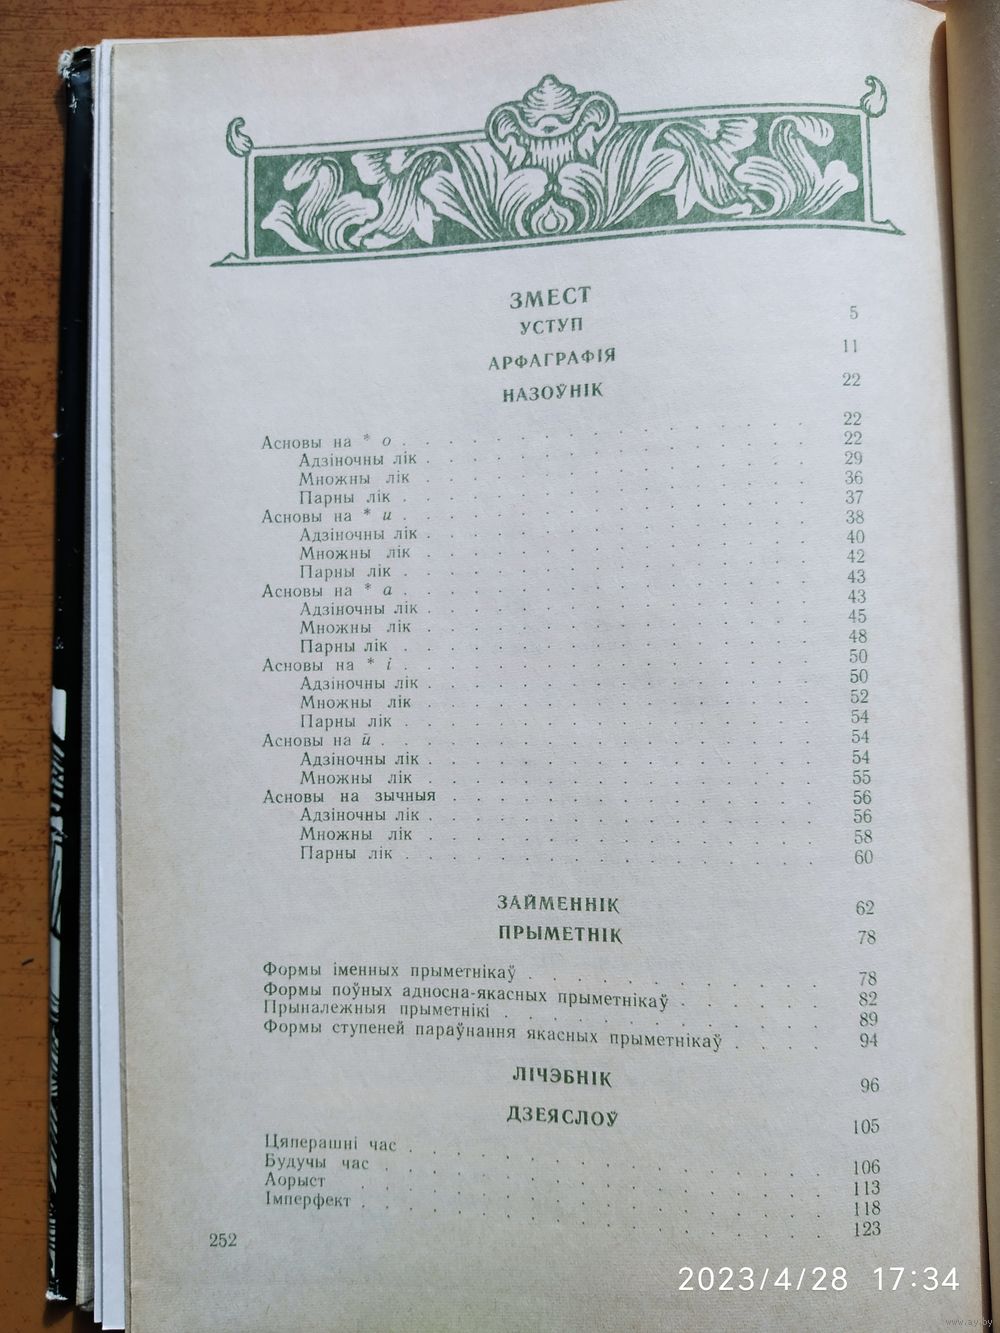 ЗМЕСТ
УСТУП 5
АРФАГРАФІЯ 11
НАЗОЎНІК 22
Асновы на * о . . . 22
Адзіночны лік . . . 22
Множны лік . . . 29
Парны лік . . . 36
Асновы на * и . . . 37
Адзіночны лік . . . 38
Множны лік . . . 40
Парны лік . . . 42
Асновы на * а . . . 43
Адзіночны лік . . . 43
Множны лік . . . 45
Парны лік . . . 48
Асновы на * і . . . 50
Адзіночны лік . . . 50
Множны лік . . . 52
Парны лік . . . 54
Асновы на й . . . 54
Адзіночны лік . . . 54
Множны лік . . . 55
Асновы на зычныя . . . 56
Адзіночны лік . . . 56
Множны лік . . . 58
Парны лік . . . 60
ЗАЙМЕННІК 62
ПРЫМЕТНІК 78
Формы іменных прыметнікаў . . . 78
Формы поўных адносна-якасных прыметнікаў . . . 82
Прыналежныя прыметнікі . . . 89
Формы ступеней параўнання якасных прыметнікаў . . . 94
ЛІЧЭБНІК 96
ДЗЕЯСЛОЎ 105
Цяперашні час . . . 106
Будучы час . . . 113
Аорыст . . . 118
Імперфект . . . 123
252
2023/4/28 17:34
www.ay.by